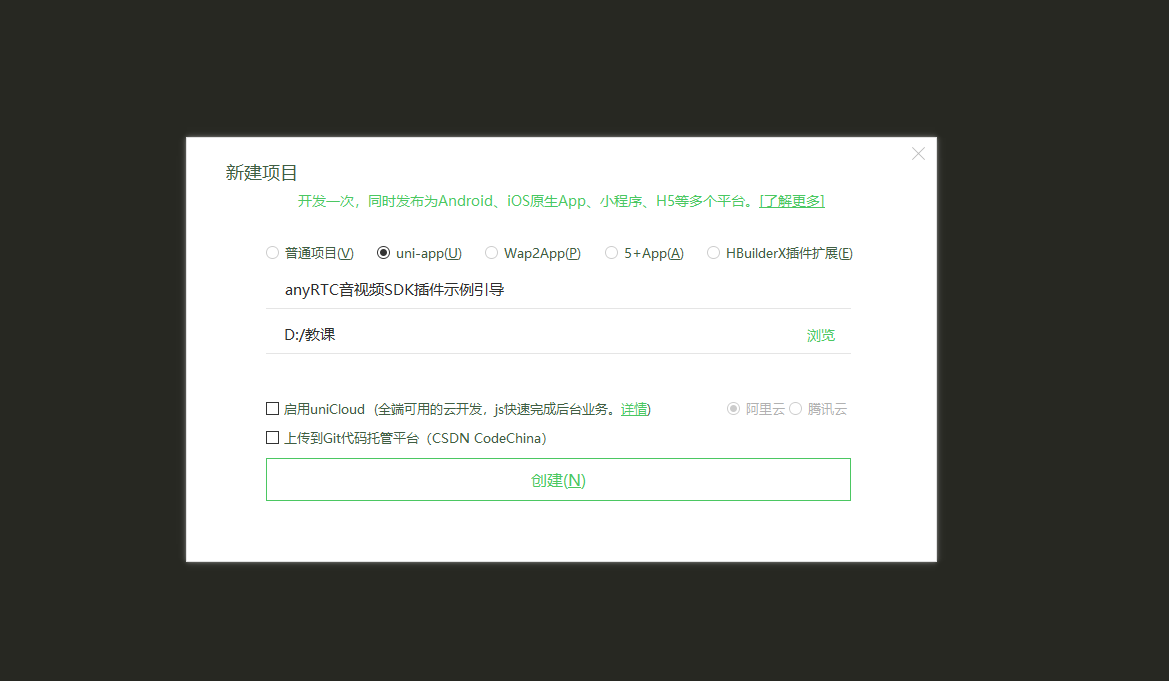 新建项目
开发一次，同时发布为Android、iOS原生App、小程序、H5等多个平台。[了解更多]
普通项目(V) uni-app(U) Wap2App(P) 5+App(A) HBuilderX插件扩展(E)
anyRTC音视频SDK插件示例引导
D:/教课 浏览
启用uniCloud（全端可用的云开发，js快速完成后台业务。详情) 阿里云 腾讯云
上传到Git代码托管平台（CSDN CodeChina）
创建(N)